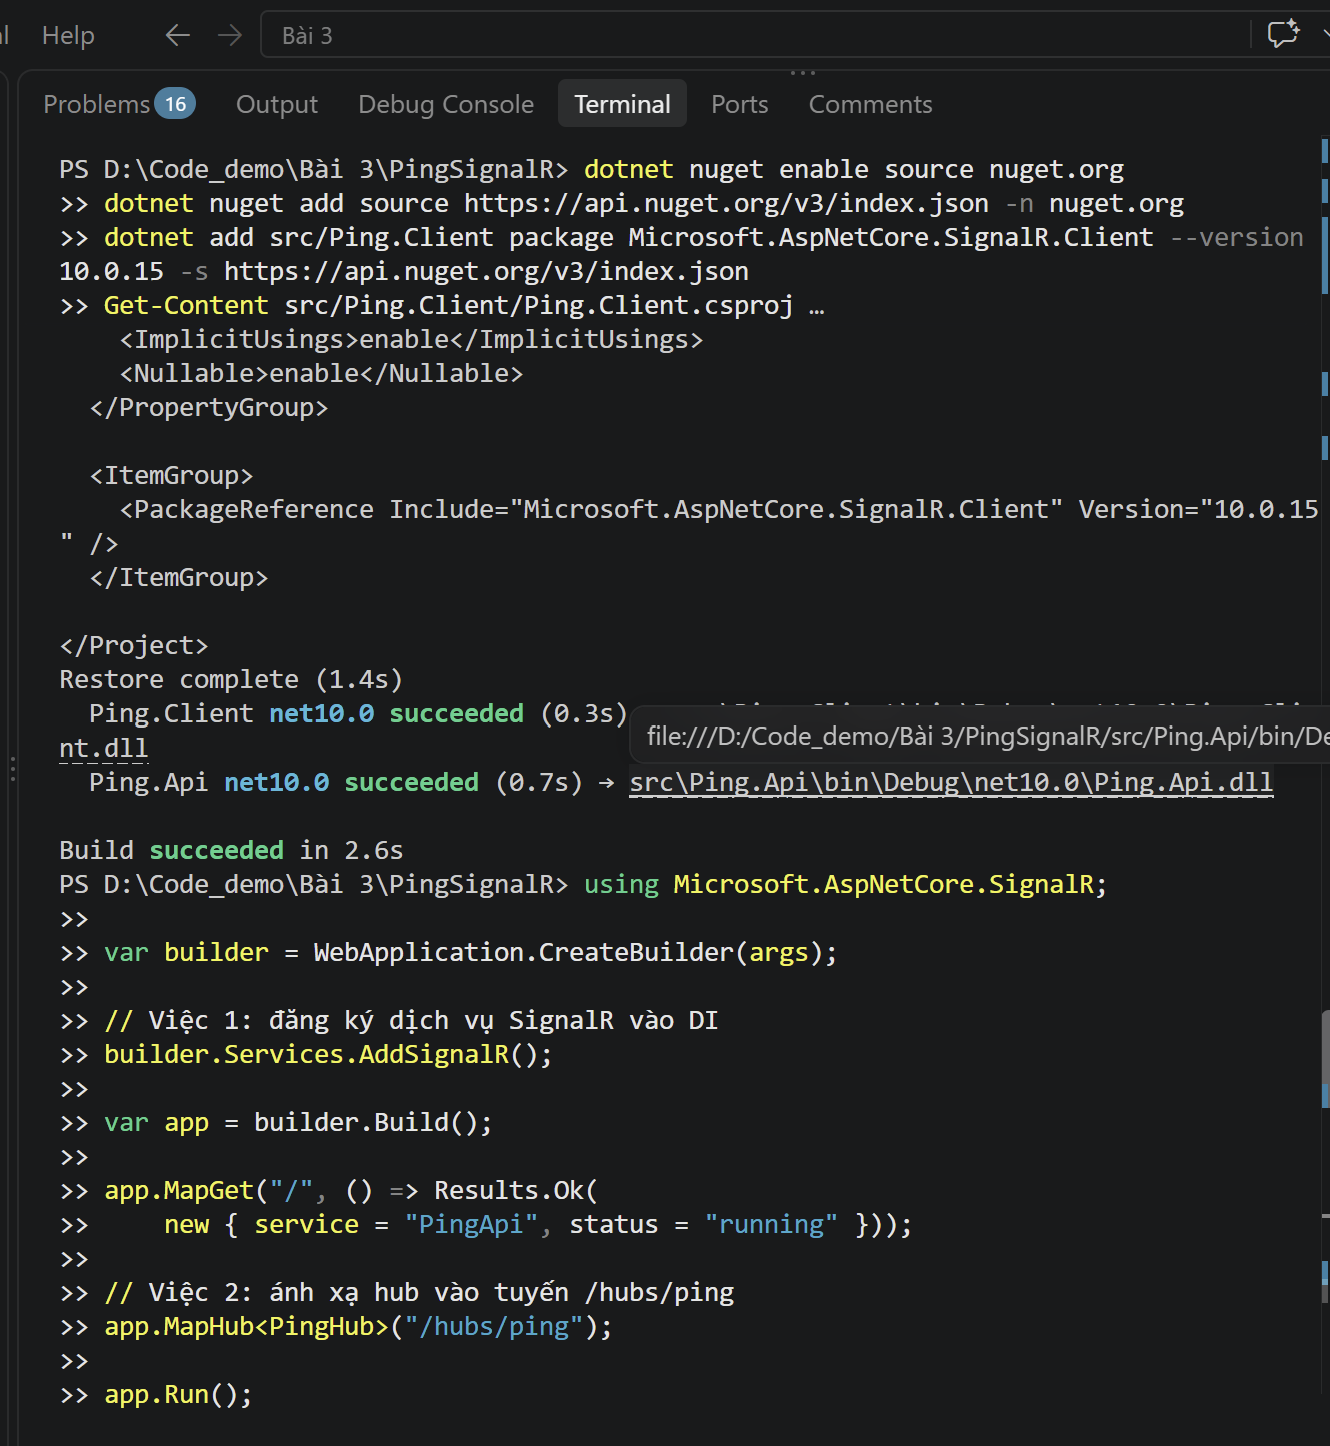 Help
Bài 3
Problems 16 Output Debug Console Terminal Ports Comments
PS D:\Code_demo\Bài 3\PingSignalR> dotnet nuget enable source nuget.org
>> dotnet nuget add source https://api.nuget.org/v3/index.json -n nuget.org
>> dotnet add src/Ping.Client package Microsoft.AspNetCore.SignalR.Client --version
10.0.15 -s https://api.nuget.org/v3/index.json
>> Get-Content src/Ping.Client/Ping.Client.csproj …
    <ImplicitUsings>enable</ImplicitUsings>
    <Nullable>enable</Nullable>
  </PropertyGroup>
  <ItemGroup>
    <PackageReference Include="Microsoft.AspNetCore.SignalR.Client" Version="10.0.15
" />
  </ItemGroup>
</Project>
Restore complete (1.4s)
  Ping.Client net10.0 succeeded (0.3s)
nt.dll
file:///D:/Code_demo/Bài 3/PingSignalR/src/Ping.Api/bin/De
  Ping.Api net10.0 succeeded (0.7s) → src\Ping.Api\bin\Debug\net10.0\Ping.Api.dll
Build succeeded in 2.6s
PS D:\Code_demo\Bài 3\PingSignalR> using Microsoft.AspNetCore.SignalR;
>>
>> var builder = WebApplication.CreateBuilder(args);
>>
>> // Việc 1: đăng ký dịch vụ SignalR vào DI
>> builder.Services.AddSignalR();
>>
>> var app = builder.Build();
>>
>> app.MapGet("/", () => Results.Ok(
>>     new { service = "PingApi", status = "running" }));
>>
>> // Việc 2: ánh xạ hub vào tuyến /hubs/ping
>> app.MapHub<PingHub>("/hubs/ping");
>>
>> app.Run();